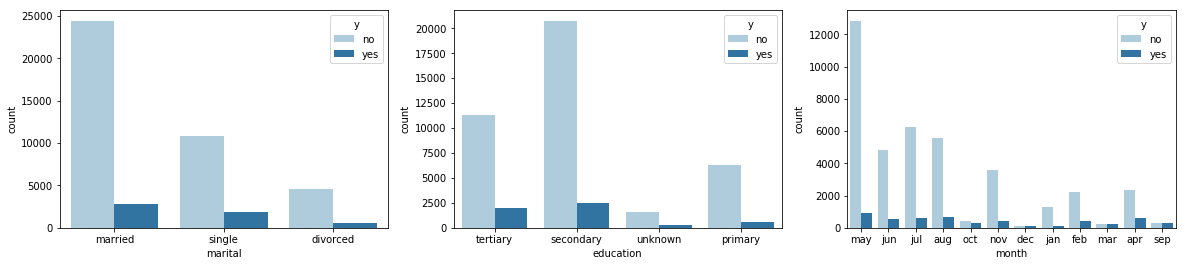 25000
20000
15000
10000
5000
0
count
married single divorced
marital
y
no
yes
20000
17500
15000
12500
10000
7500
5000
2500
0
count
tertiary secondary unknown primary
education
y
no
yes
12000
10000
8000
6000
4000
2000
0
count
may jun jul aug oct nov dec jan feb mar apr sep
month
y
no
yes